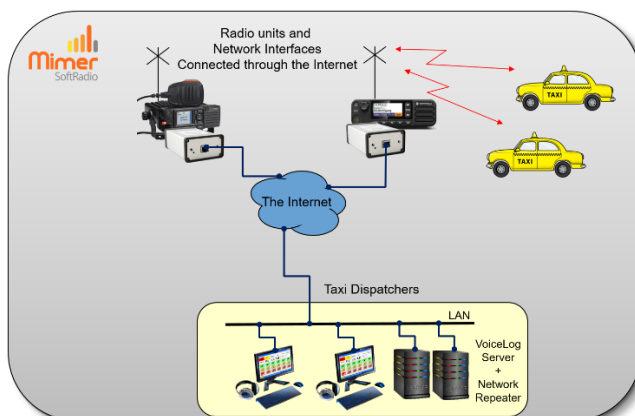 Mimer
SoftRadio
Radio units and
Network Interfaces
Connected through the Internet
TAXI
TAXI
The Internet
Taxi Dispatchers
LAN
VoiceLog
Server
+
Network
Repeater